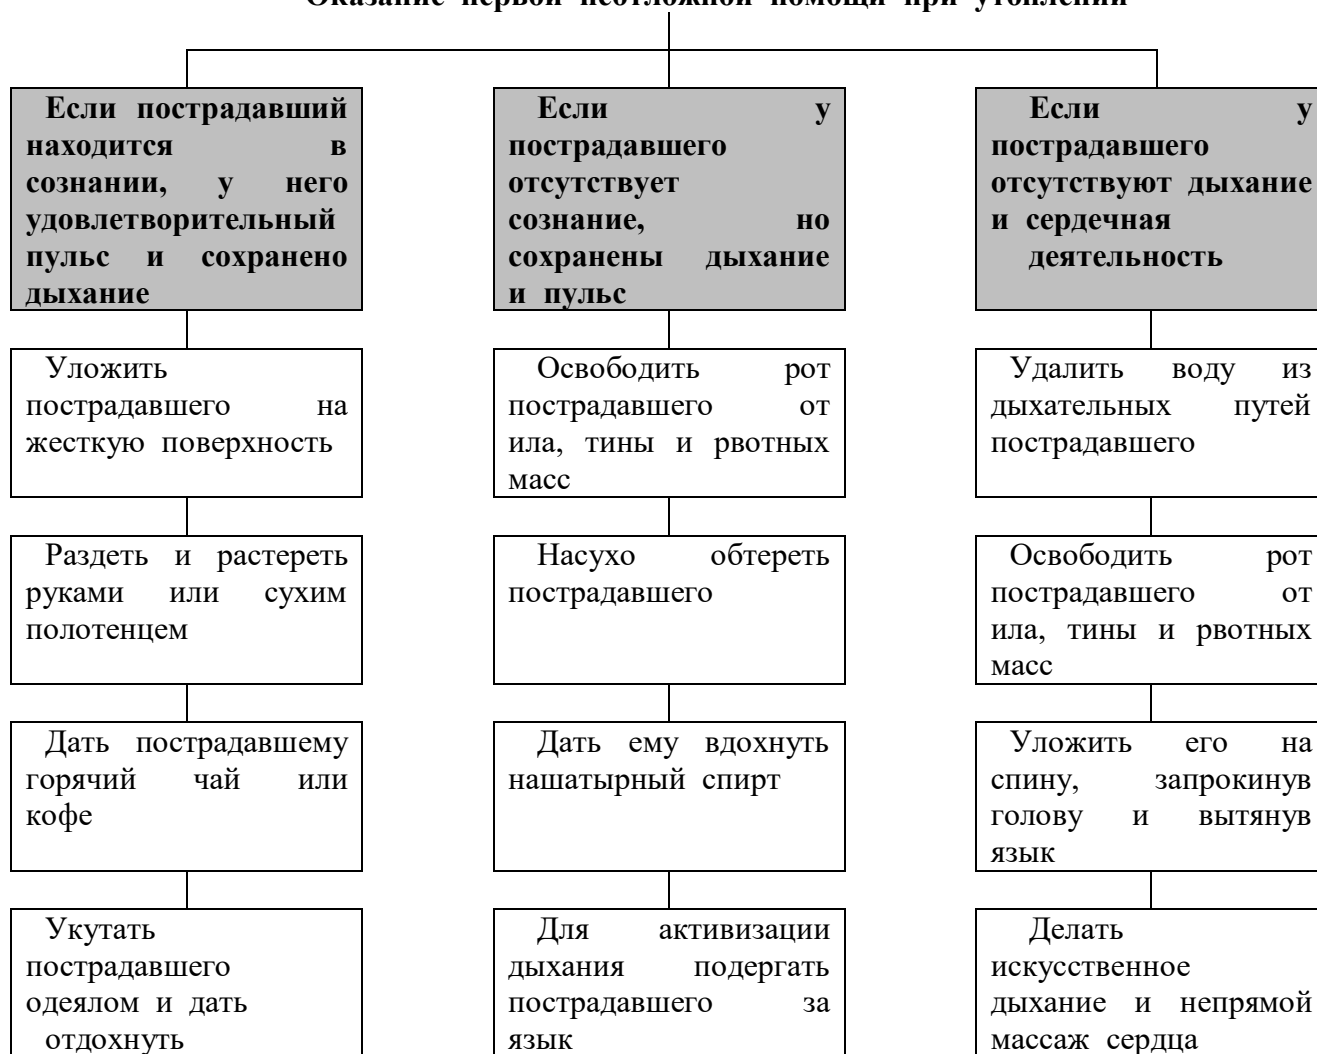 Оказание первой неотложной помощи при утоплении
Если пострадавший
находится в
сознании, у него
удовлетворительный
пульс и сохранено
дыхание
Уложить
пострадавшего на
жесткую поверхность
Раздеть и растереть
руками или сухим
полотенцем
Дать пострадавшему
горячий чай или
кофе
Укутать
пострадавшего
одеялом и дать
отдохнуть
Если у
пострадавшего
отсутствует
сознание, но
сохранены дыхание
и пульс
Освободить рот
пострадавшего от
ила, тины и рвотных
масс
Насухо обтереть
пострадавшего
Дать ему вдохнуть
нашатырный спирт
Для активизации
дыхания подергать
пострадавшего за
язык
Если у
пострадавшего
отсутствуют дыхание
и сердечная
деятельность
Удалить воду из
дыхательных путей
пострадавшего
Освободить рот
пострадавшего от
ила, тины и рвотных
масс
Уложить его на
спину, запрокинув
голову и вытянув
язык
Делать
искусственное
дыхание и непрямой
массаж сердца